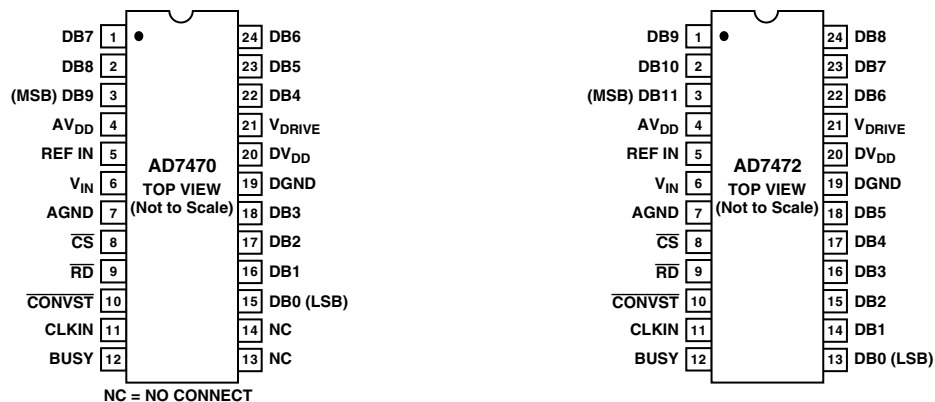 DB7 1 24 DB6
DB8 2 23 DB5
(MSB) DB9 3 22 DB4
AVDD 4 21 VDRIVE
REF IN 5 20 DVDD
VIN 6 19 DGND
AGND 7 18 DB3
CS 8 17 DB2
RD 9 16 DB1
CONVST 10 15 DB0 (LSB)
CLKIN 11 14 NC
BUSY 12 13 NC
AD7470
TOP VIEW
(Not to Scale)
NC = NO CONNECT
DB9 1 24 DB8
DB10 2 23 DB7
(MSB) DB11 3 22 DB6
AVDD 4 21 VDRIVE
REF IN 5 20 DVDD
VIN 6 19 DGND
AGND 7 18 DB5
CS 8 17 DB4
RD 9 16 DB3
CONVST 10 15 DB2
CLKIN 11 14 DB1
BUSY 12 13 DB0 (LSB)
AD7472
TOP VIEW
(Not to Scale)